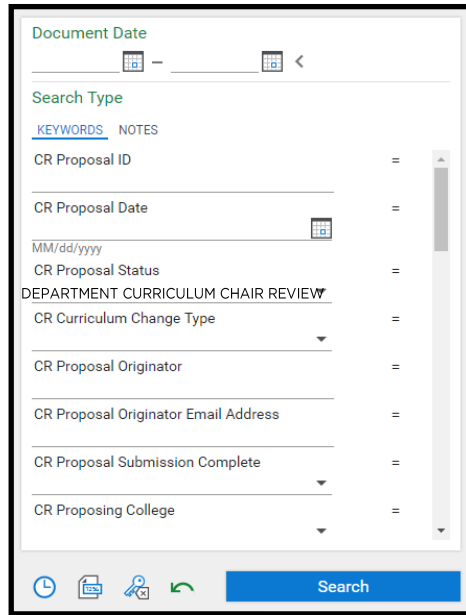 Document Date
–
<
Search Type
KEYWORDS NOTES
CR Proposal ID =
CR Proposal Date =
MM/dd/yyyy
CR Proposal Status =
DEPARTMENT CURRICULUM CHAIR REVIEW
CR Curriculum Change Type =
CR Proposal Originator =
CR Proposal Originator Email Address =
CR Proposal Submission Complete =
CR Proposing College =
Search